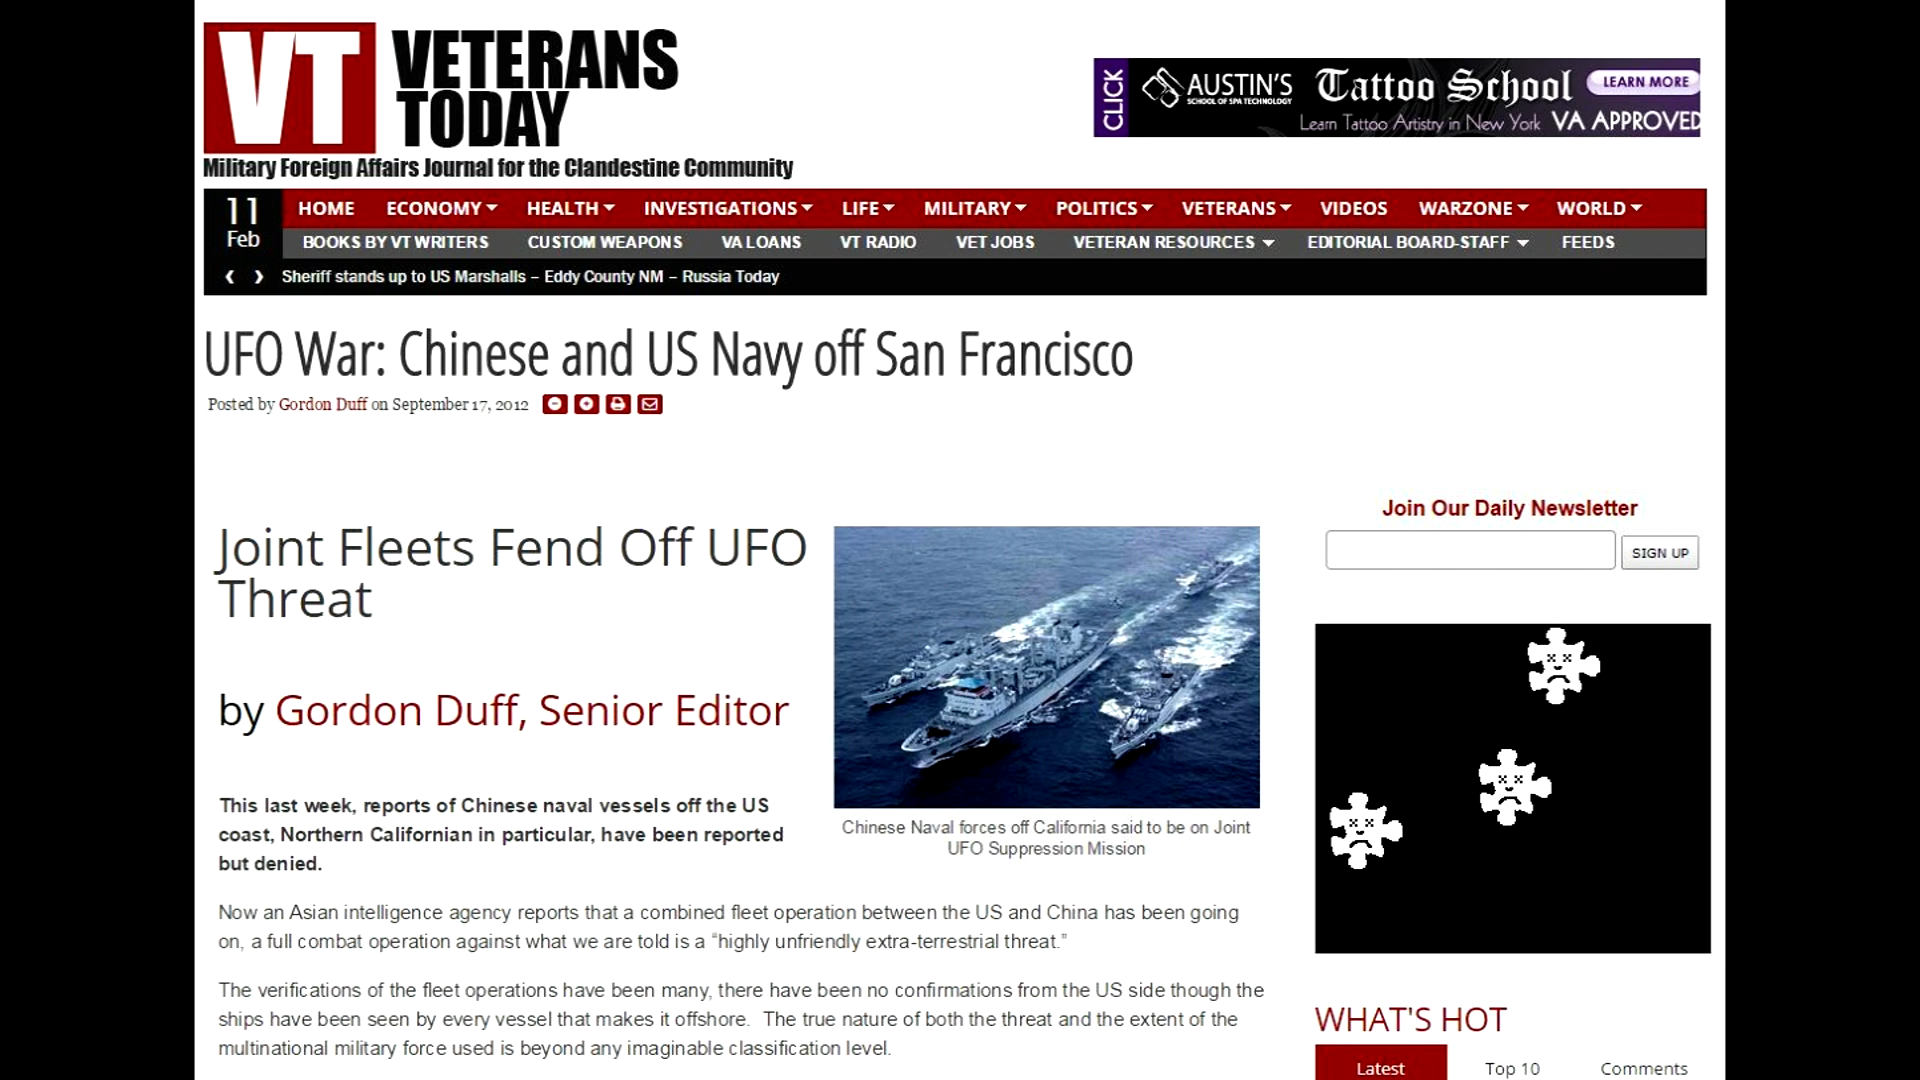 VT VETERANS
TODAY
Military Foreign Affairs Journal for the Clandestine Community
CLICK AUSTIN'S SCHOOL OF SPA TECHNOLOGY Tattoo School LEARN MORE
Learn Tattoo Artistry in New York VA APPROVED
11
Feb
HOME ECONOMY HEALTH INVESTIGATIONS LIFE MILITARY POLITICS VETERANS VIDEOS WARZONE WORLD
BOOKS BY VT WRITERS CUSTOM WEAPONS VA LOANS VT RADIO VET JOBS VETERAN RESOURCES EDITORIAL BOARD-STAFF FEEDS
Sheriff stands up to US Marshalls – Eddy County NM – Russia Today
UFO War: Chinese and US Navy off San Francisco
Posted by Gordon Duff on September 17, 2012
Joint Fleets Fend Off UFO
Threat
by Gordon Duff, Senior Editor
This last week, reports of Chinese naval vessels off the US
coast, Northern Californian in particular, have been reported
but denied.
Chinese Naval forces off California said to be on Joint
UFO Suppression Mission
Now an Asian intelligence agency reports that a combined fleet operation between the US and China has been going
on, a full combat operation against what we are told is a “highly unfriendly extra-terrestrial threat.”
The verifications of the fleet operations have been many, there have been no confirmations from the US side though the
ships have been seen by every vessel that makes it offshore.  The true nature of both the threat and the extent of the
multinational military force used is beyond any imaginable classification level.
Join Our Daily Newsletter
SIGN UP
WHAT'S HOT
Latest Top 10 Comments